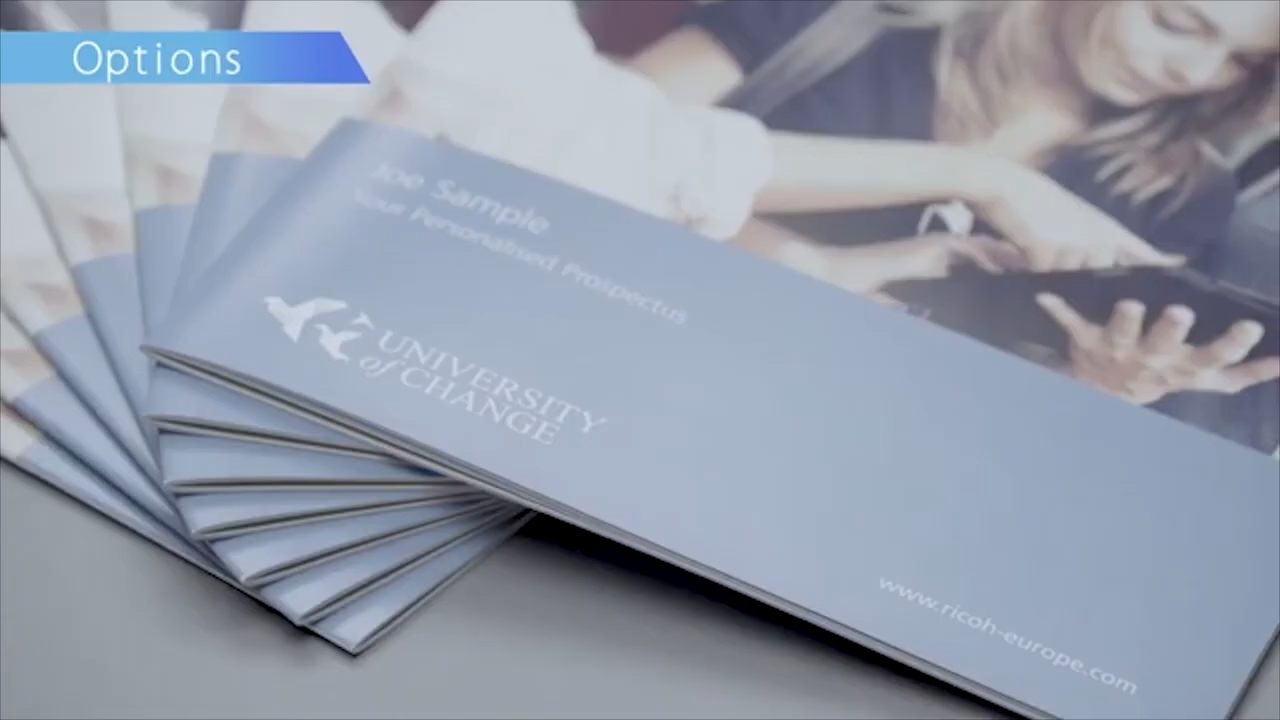 Options
Joe Sample
Your Personalised Prospectus
UNIVERSITY
of CHANGE
www.ricoh-europe.com